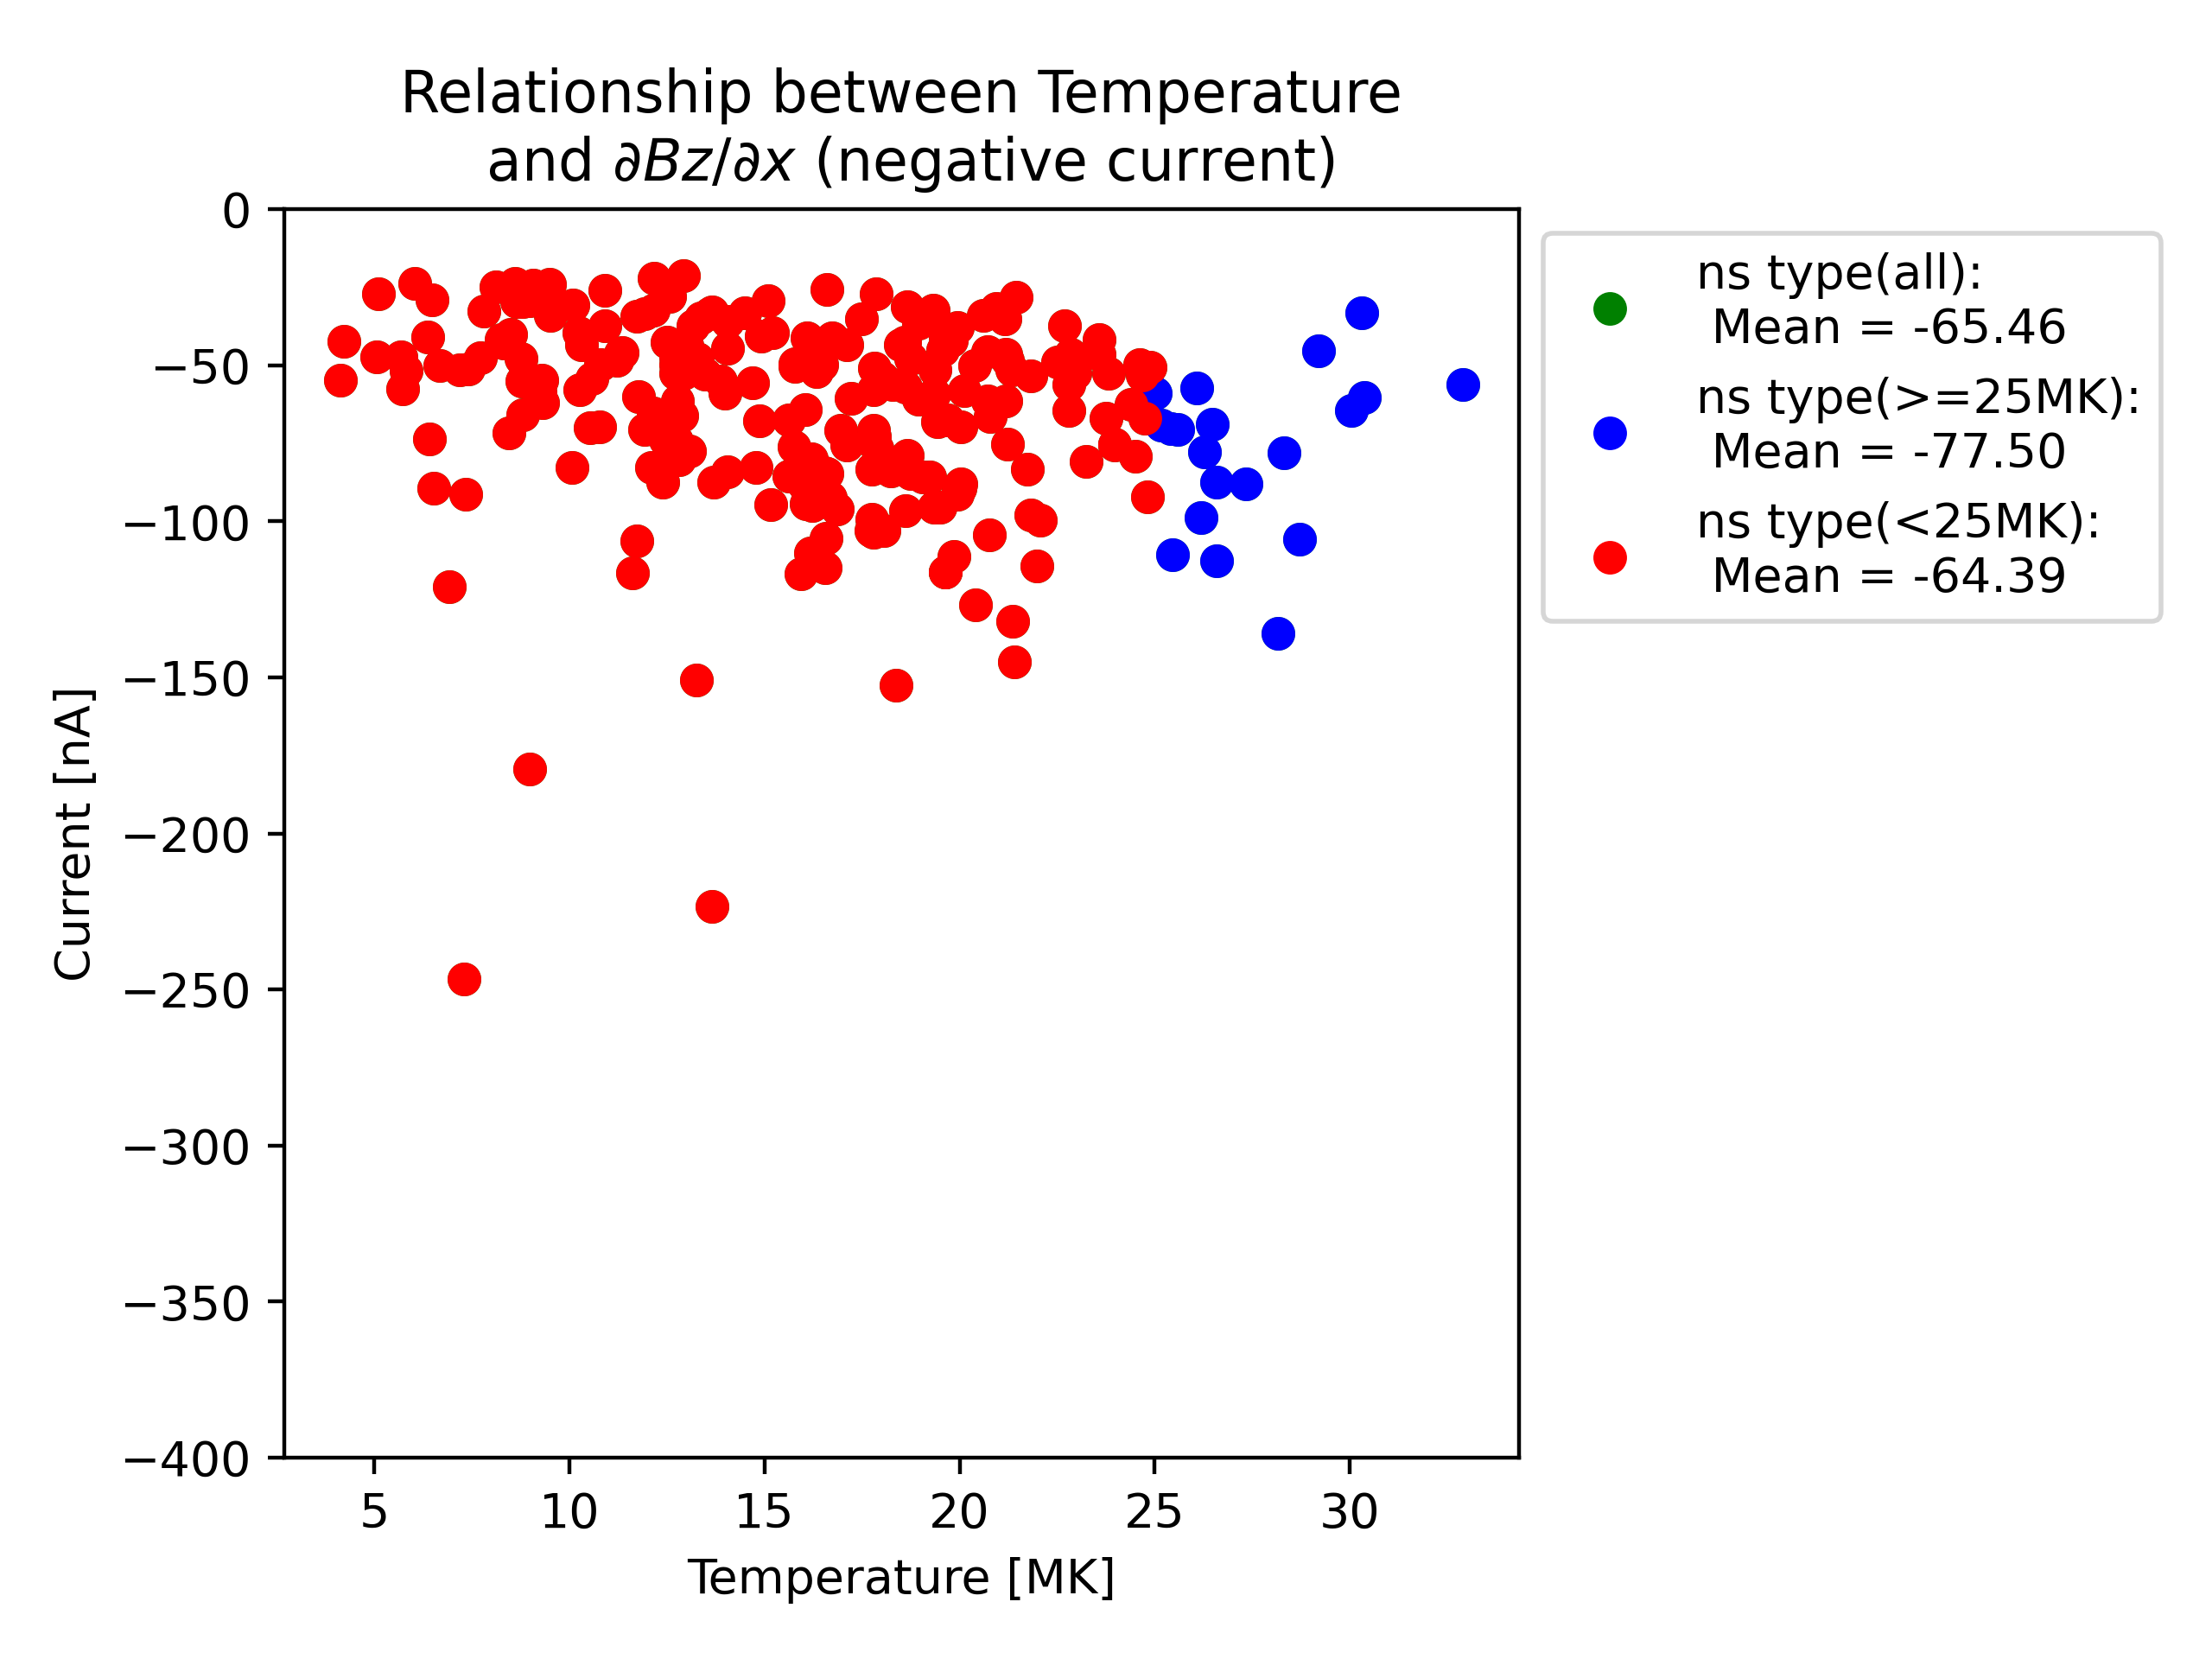 Relationship between Temperature
and ∂Bz/∂x (negative current)
0
−50
−100
−150
−200
−250
−300
−350
−400
Current [nA]
5 10 15 20 25 30
Temperature [MK]
ns type(all):
Mean = -65.46
ns type(>=25MK):
Mean = -77.50
ns type(<25MK):
Mean = -64.39